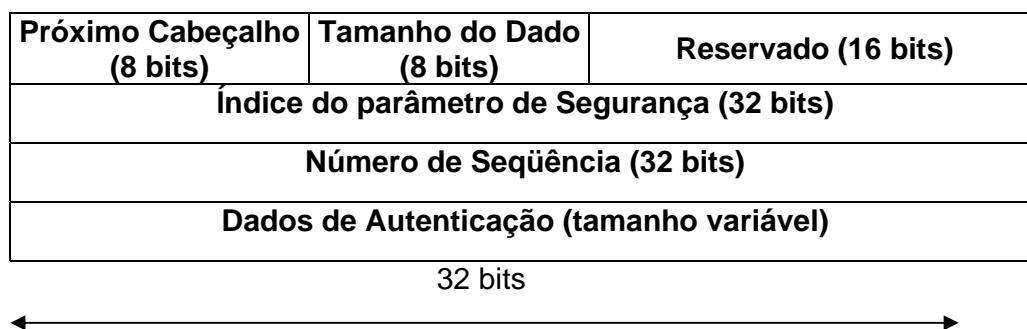 Próximo Cabeçalho
(8 bits)
Tamanho do Dado
(8 bits)
Reservado (16 bits)
Índice do parâmetro de Segurança (32 bits)
Número de Seqüência (32 bits)
Dados de Autenticação (tamanho variável)
32 bits